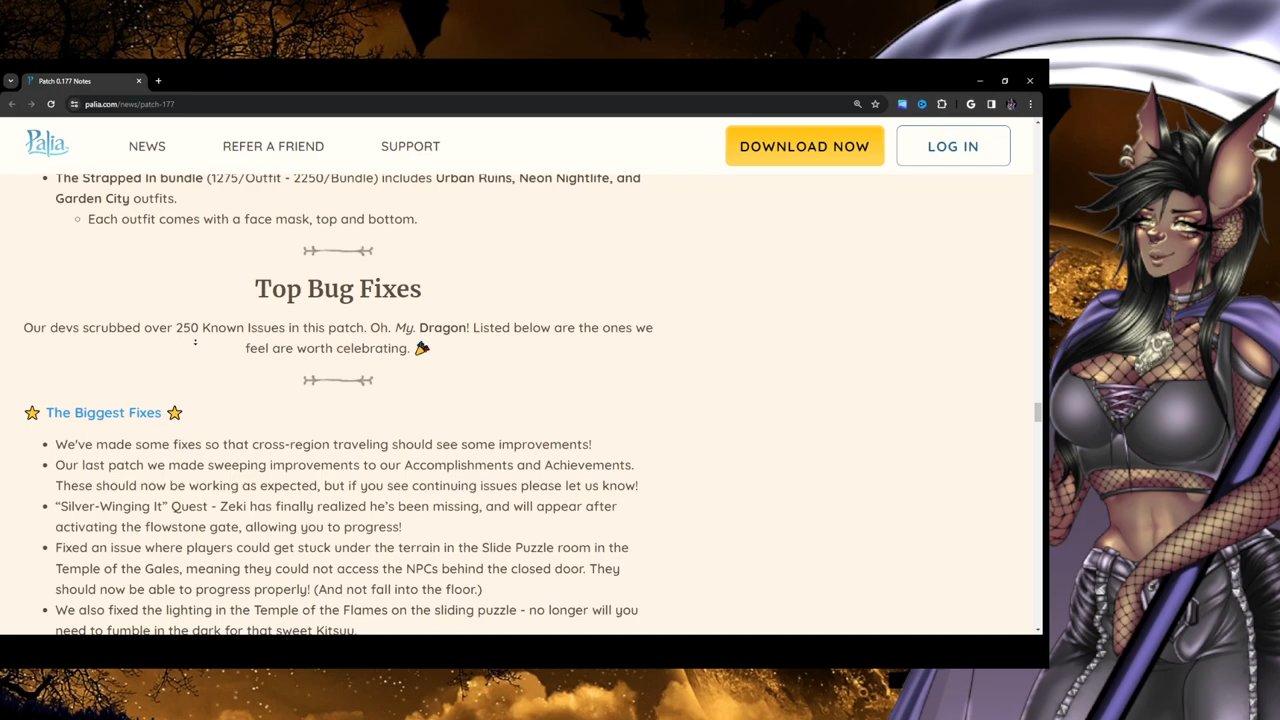 Patch 0.177 Notes
palia.com/news/patch-177
Palia
NEWS
REFER A FRIEND
SUPPORT
DOWNLOAD NOW
LOG IN
The Strapped In bundle (1275/Outfit - 2250/Bundle) includes Urban Ruins, Neon Nightlife, and
Garden City outfits.
Each outfit comes with a face mask, top and bottom.
Top Bug Fixes
Our devs scrubbed over 250 Known Issues in this patch. Oh. My. Dragon! Listed below are the ones we
feel are worth celebrating. 🎉
⭐ The Biggest Fixes ⭐
We've made some fixes so that cross-region traveling should see some improvements!
Our last patch we made sweeping improvements to our Accomplishments and Achievements.
These should now be working as expected, but if you see continuing issues please let us know!
“Silver-Winging It” Quest - Zeki has finally realized he's been missing, and will appear after
activating the flowstone gate, allowing you to progress!
Fixed an issue where players could get stuck under the terrain in the Slide Puzzle room in the
Temple of the Gales, meaning they could not access the NPCs behind the closed door. They
should now be able to progress properly! (And not fall into the floor.)
We also fixed the lighting in the Temple of the Flames on the sliding puzzle - no longer will you
need to fumble in the dark for that sweet Kitsuu.